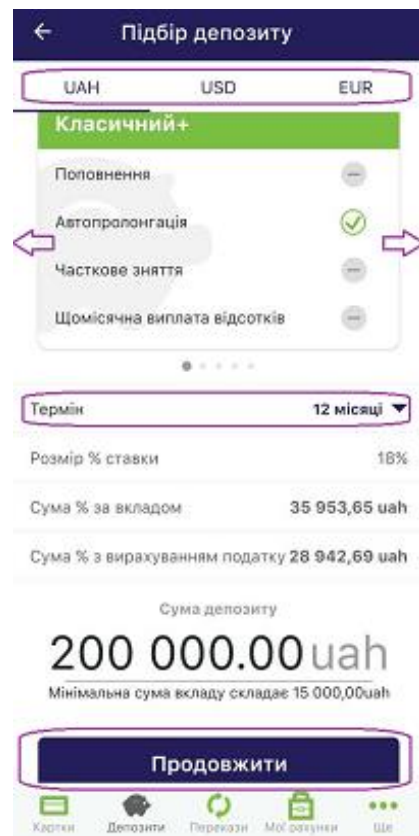 Підбір депозиту
UAH USD EUR
Класичний+
Поповнення
Автопролонгація
Часткове зняття
Щомісячна виплата відсотків
Термін 12 місяці
Розмір % ставки 18%
Сума % за вкладом 35 953,65 uah
Сума % з вирахуванням податку 28 942,69 uah
Сума депозиту
200 000.00 uah
Мінімальна сума вкладу складає 15 000,00uah
Продовжити
Картки Депозити Перекази Мої рахунки Ще